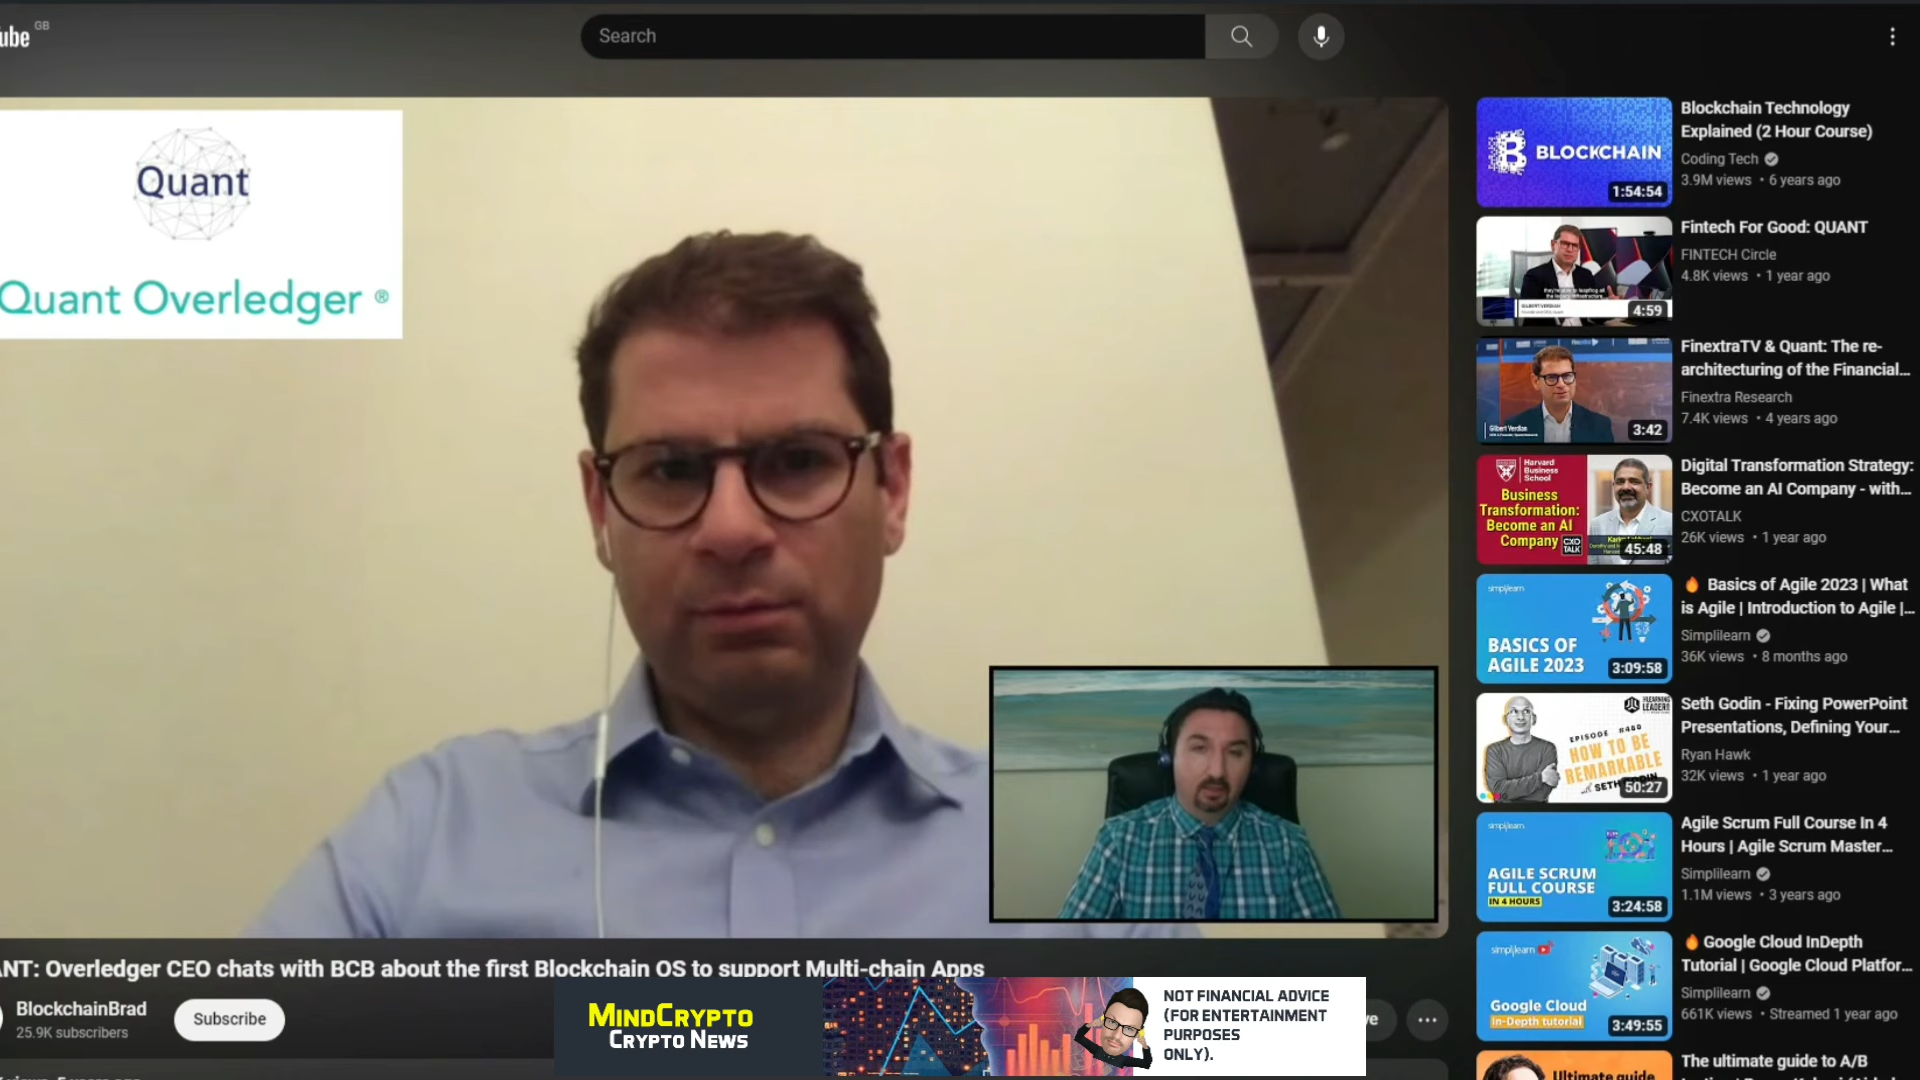 ube GB
Search
Quant
Quant Overledger ®
BLOCKCHAIN
1:54:54
Blockchain Technology
Explained (2 Hour Course)
Coding Tech
3.9M views • 6 years ago
4:59
Fintech For Good: QUANT
FINTECH Circle
4.8K views • 1 year ago
Gilbert Verdian
3:42
FinextraTV & Quant: The re-
architecturing of the Financial...
Finextra Research
7.4K views • 4 years ago
Harvard
Business
School
Business
Transformation:
Become an AI
Company
CXO
TALK
45:48
Digital Transformation Strategy:
Become an AI Company - with...
CXOTALK
26K views • 1 year ago
simplilearn
BASICS OF
AGILE 2023
3:09:58
🔥 Basics of Agile 2023 | What
is Agile | Introduction to Agile |...
Simplilearn
36K views • 8 months ago
EPISODE #480
HOW TO BE
REMARKABLE
50:27
Seth Godin - Fixing PowerPoint
Presentations, Defining Your...
Ryan Hawk
32K views • 1 year ago
simplilearn
AGILE SCRUM
FULL COURSE
IN 4 HOURS
3:24:58
Agile Scrum Full Course In 4
Hours | Agile Scrum Master...
Simplilearn
1.1M views • 3 years ago
simplilearn
Google Cloud
In-Depth tutorial
3:49:55
🔥 Google Cloud InDepth
Tutorial | Google Cloud Platfor...
Simplilearn
661K views • Streamed 1 year ago
Ultimate guide
The ultimate guide to A/B
ANT: Overledger CEO chats with BCB about the first Blockchain OS to support Multi-chain Apps
BlockchainBrad
25.9K subscribers
Subscribe
ve
MINDCRYPTO
CRYPTO NEWS
NOT FINANCIAL ADVICE
(FOR ENTERTAINMENT
PURPOSES
ONLY).